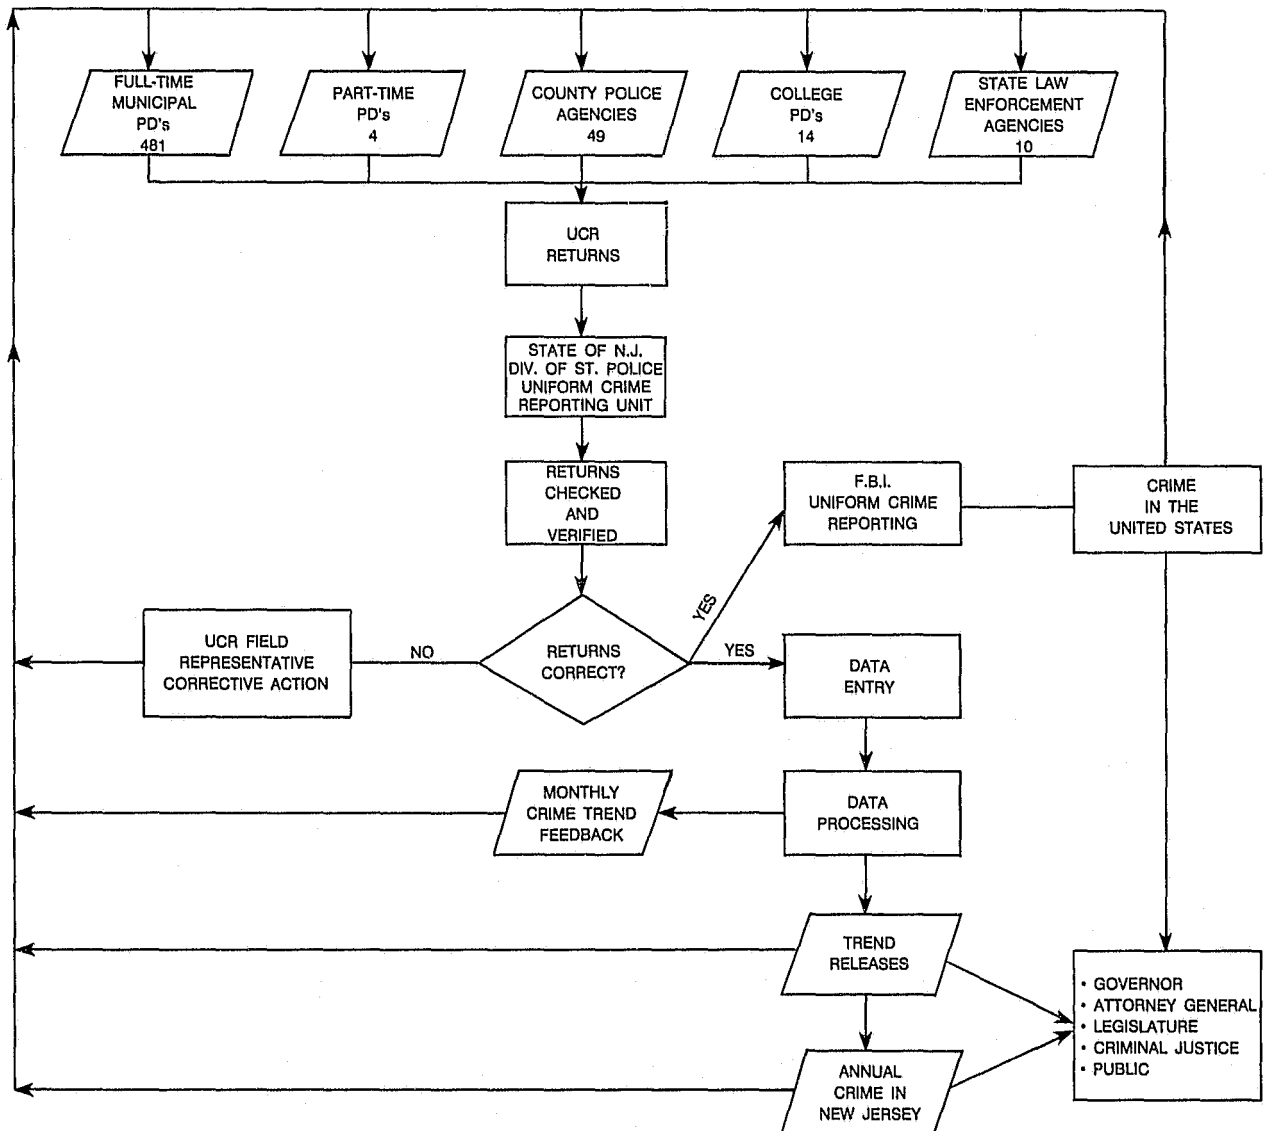 FULL-TIME
MUNICIPAL
PD's
481
PART-TIME
PD's
4
COUNTY POLICE
AGENCIES
49
COLLEGE
PD's
14
STATE LAW
ENFORCEMENT
AGENCIES
10
UCR
RETURNS
STATE OF N.J.
DIV. OF ST. POLICE
UNIFORM CRIME
REPORTING UNIT
RETURNS
CHECKED
AND
VERIFIED
F.B.I.
UNIFORM CRIME
REPORTING
CRIME
IN THE
UNITED STATES
YES
UCR FIELD
REPRESENTATIVE
CORRECTIVE ACTION
NO
RETURNS
CORRECT?
YES
DATA
ENTRY
MONTHLY
CRIME TREND
FEEDBACK
DATA
PROCESSING
TREND
RELEASES
• GOVERNOR
• ATTORNEY GENERAL
• LEGISLATURE
• CRIMINAL JUSTICE
• PUBLIC
ANNUAL
CRIME IN
NEW JERSEY